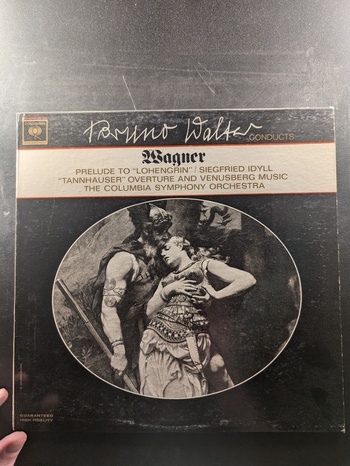 Bruno Walter
CONDUCTS
Wagner
PRELUDE TO "LOHENGRIN" / SIEGFRIED IDYLL
"TANNHAUSER" OVERTURE AND VENUSBERG MUSIC
THE COLUMBIA SYMPHONY ORCHESTRA
GUARANTEED
HIGH FIDELITY